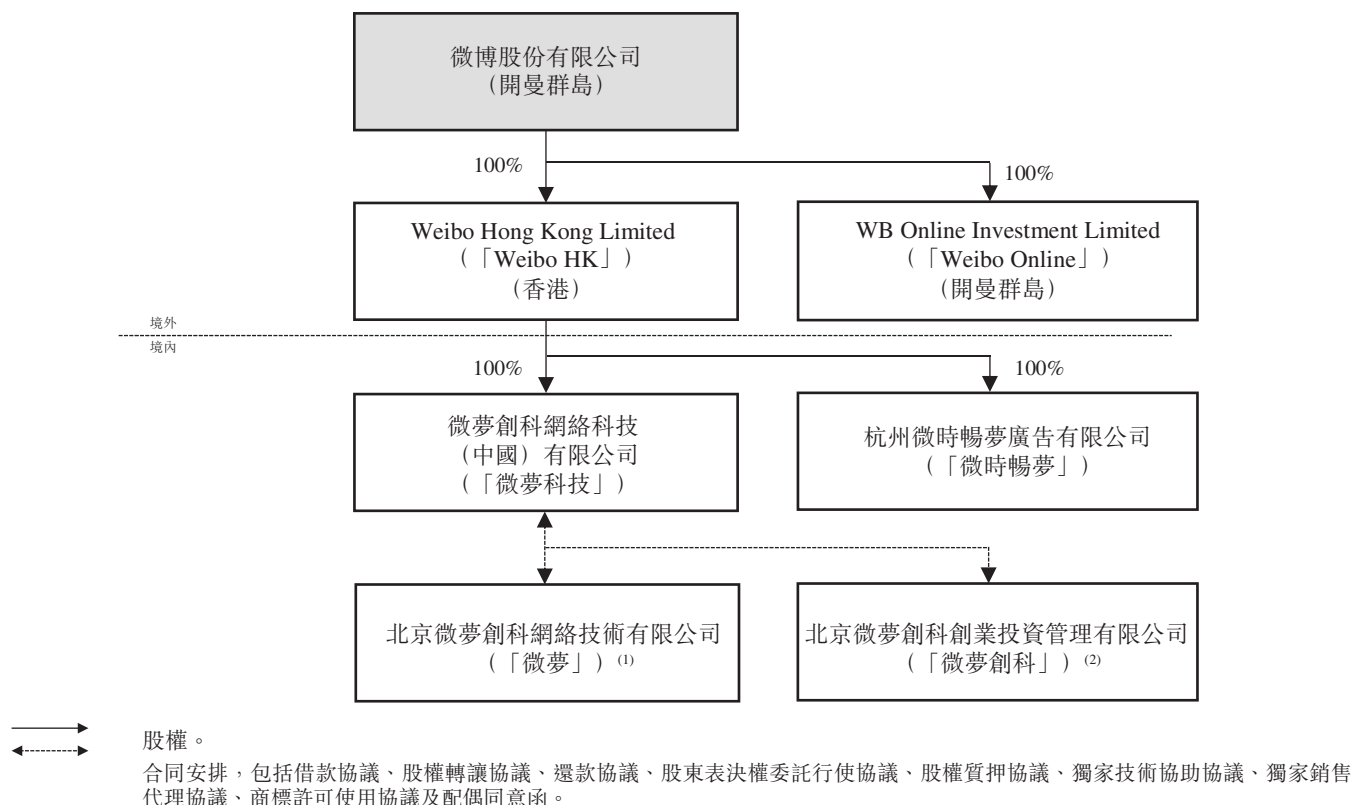 微博股份有限公司
（開曼群島）
100%
100%
Weibo Hong Kong Limited
（「Weibo HK」）
（香港）
WB Online Investment Limited
（「Weibo Online」）
（開曼群島）
境外
境內
100%
100%
微夢創科網絡科技
（中國）有限公司
（「微夢科技」）
杭州微時暢夢廣告有限公司
（「微時暢夢」）
北京微夢創科網絡技術有限公司
（「微夢」）(1)
北京微夢創科創業投資管理有限公司
（「微夢創科」）(2)
股權。
合同安排，包括借款協議、股權轉讓協議、還款協議、股東表決權委託行使協議、股權質押協議、獨家技術協助協議、獨家銷售
代理協議、商標許可使用協議及配偶同意函。